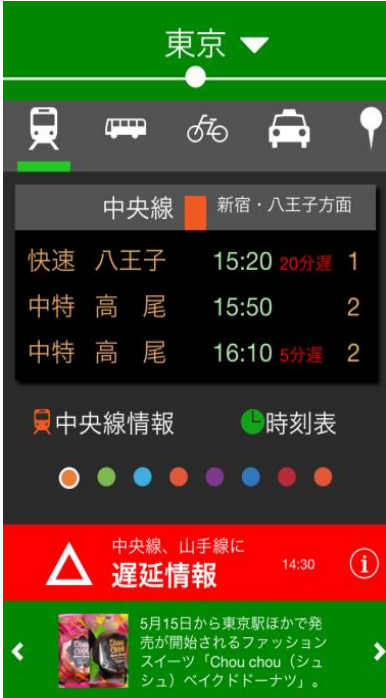 東京
中央線 新宿・八王子方面
快速 八王子 15:20 20分遅 1
中特 高尾 15:50 2
中特 高尾 16:10 5分遅 2
中央線情報 時刻表
中央線、山手線に
遅延情報 14:30
5月15日から東京駅ほかで発
売が開始されるファッション
スイーツ「Chou chou（シュ
シュ）ベイクドドーナツ」。